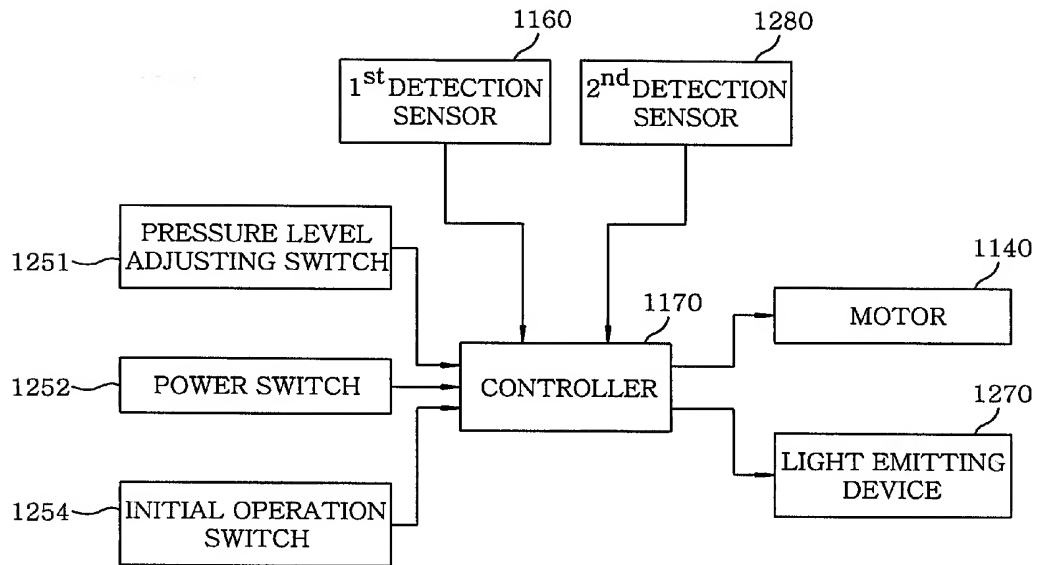 1160
1280
1st DETECTION
SENSOR
2nd DETECTION
SENSOR
PRESSURE LEVEL
ADJUSTING SWITCH
1251
1140
MOTOR
1170
CONTROLLER
POWER SWITCH
1252
1270
LIGHT EMITTING
DEVICE
INITIAL OPERATION
SWITCH
1254